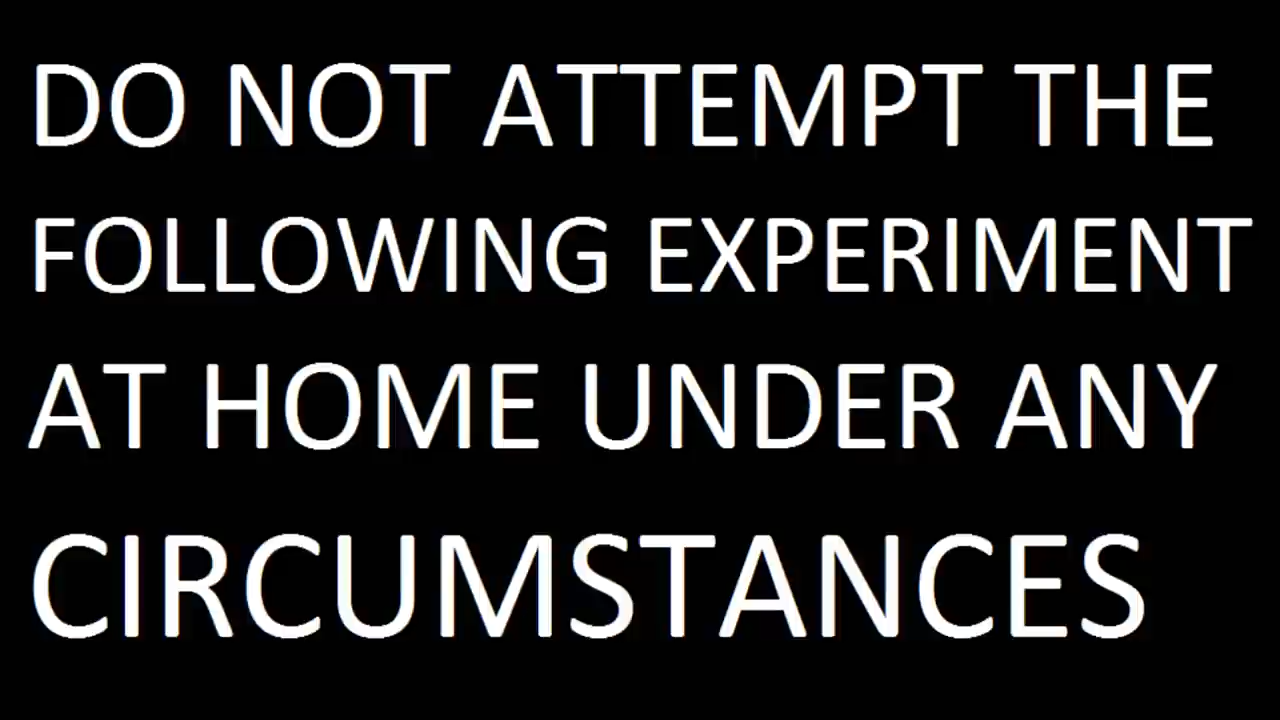 DO NOT ATTEMPT THE
FOLLOWING EXPERIMENT
AT HOME UNDER ANY
CIRCUMSTANCES